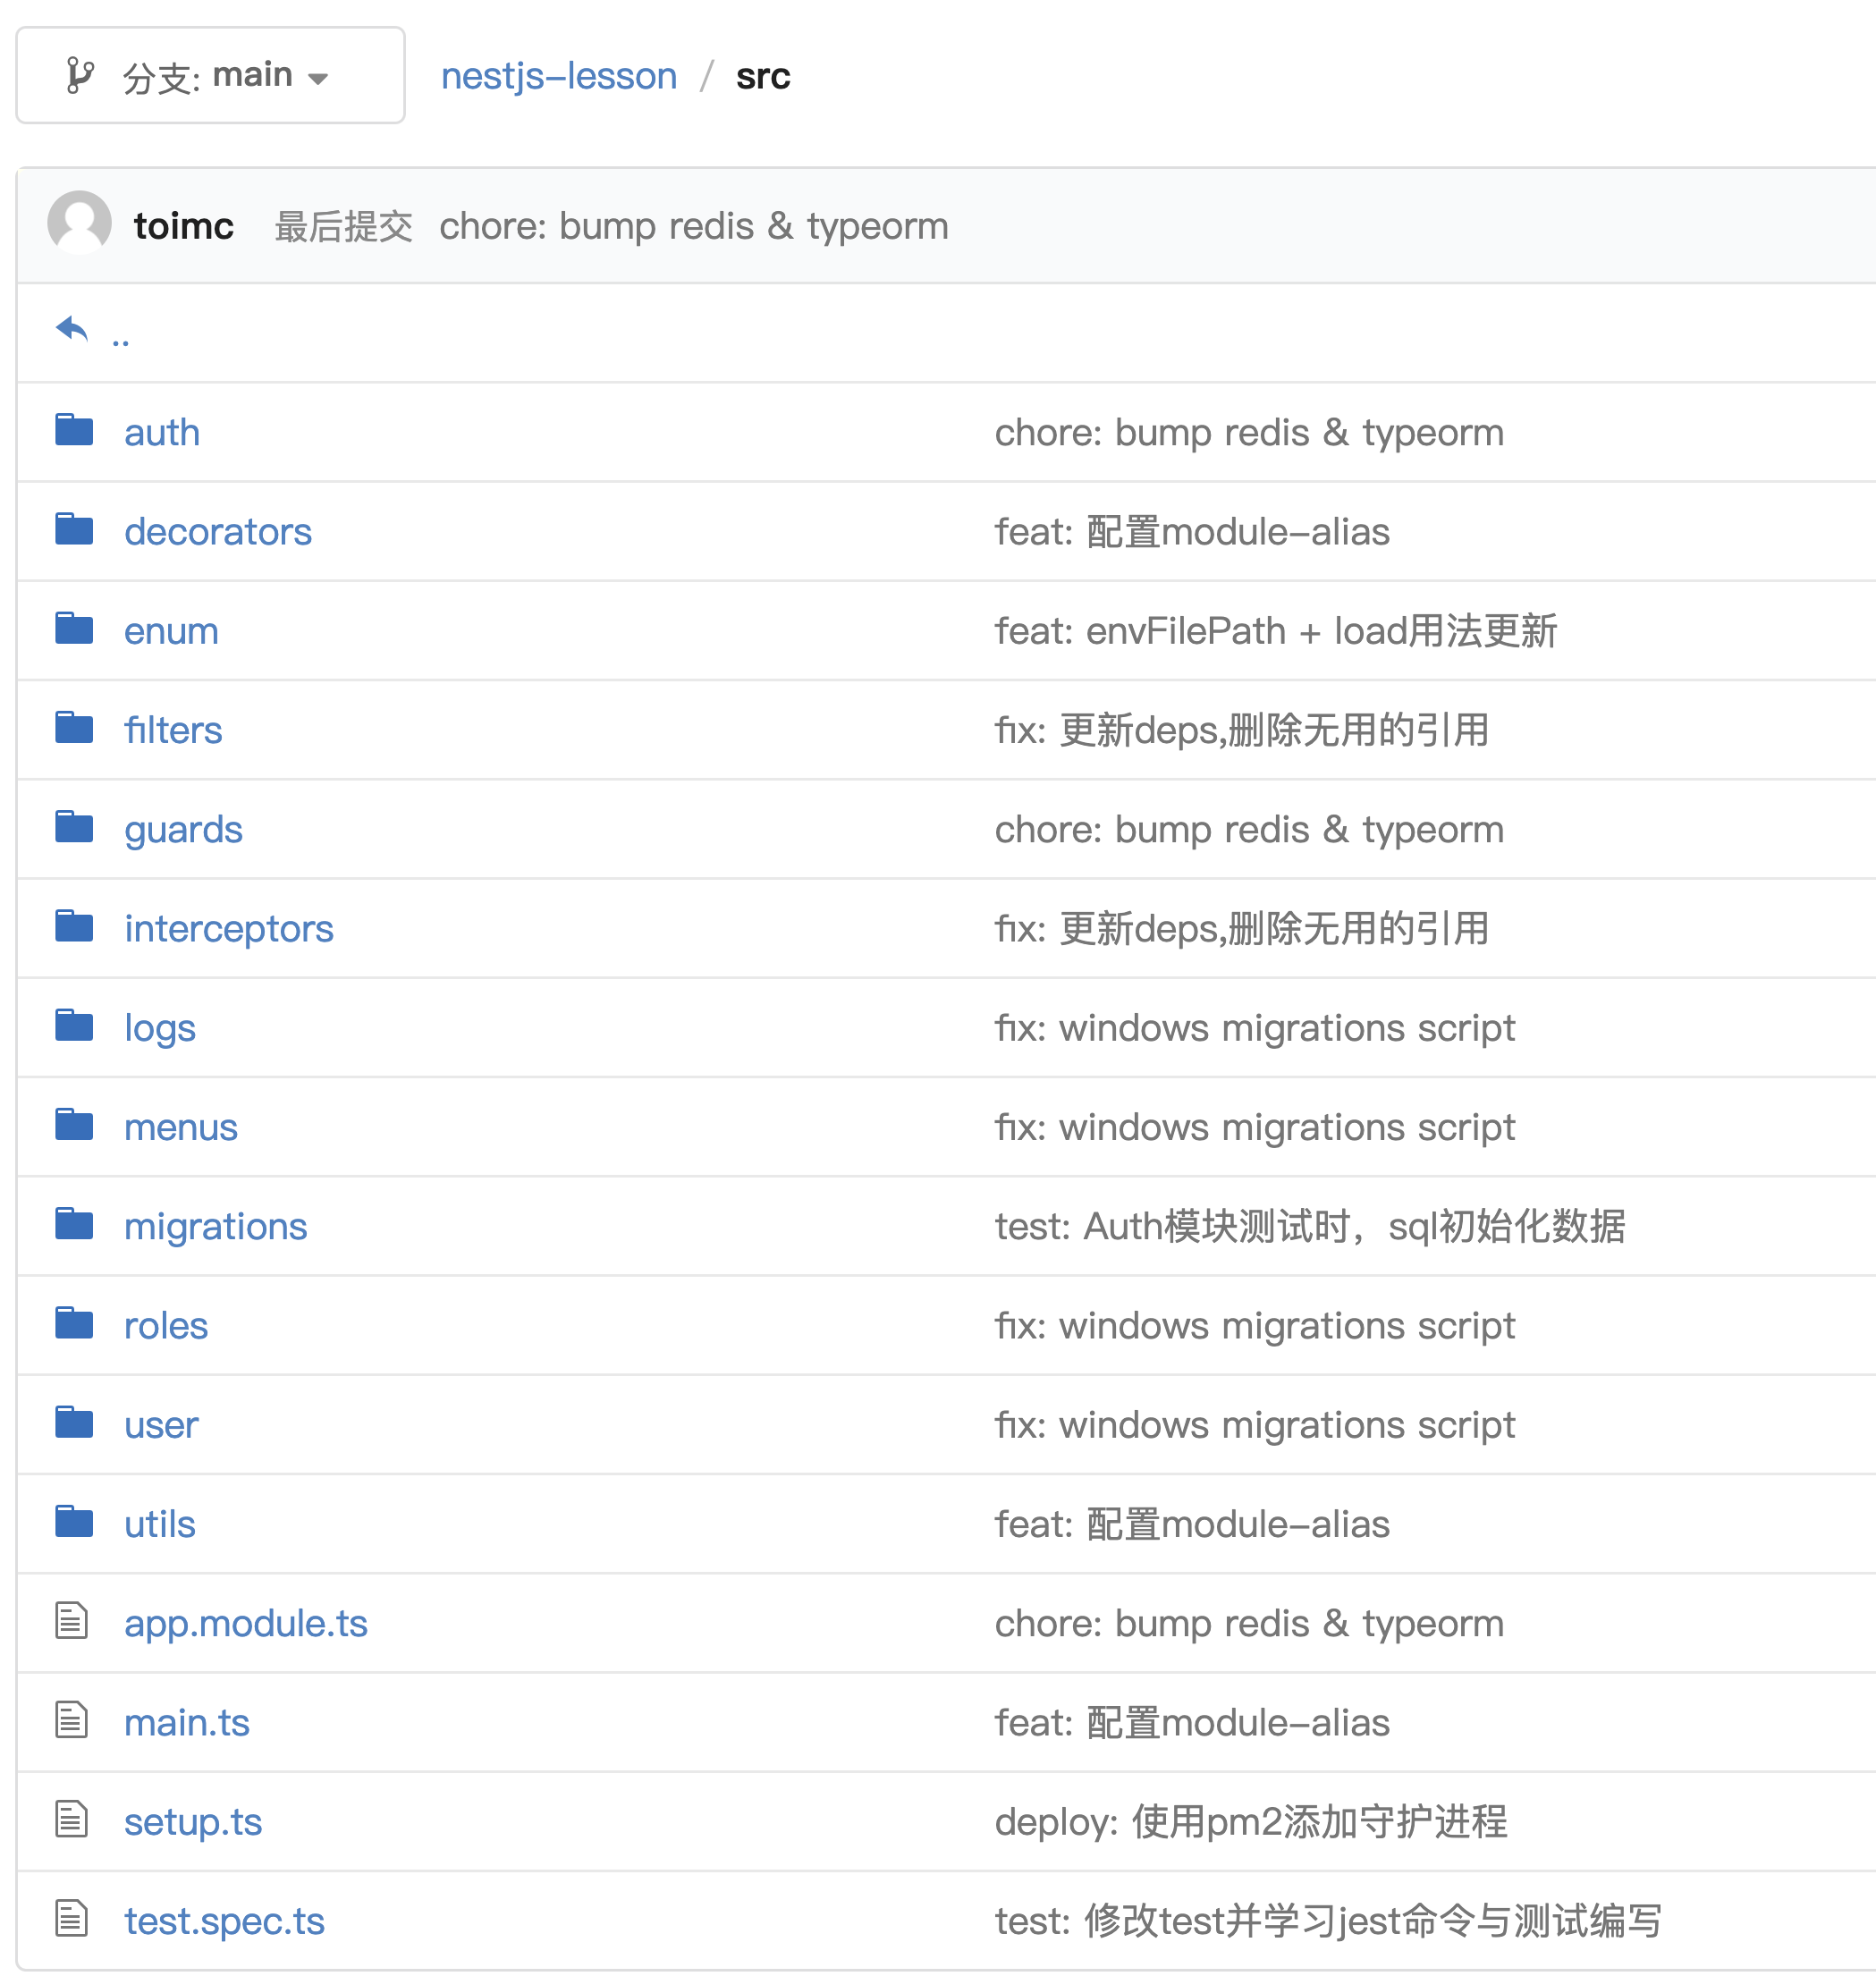 分支: main nestjs-lesson / src
toimc 最后提交 chore: bump redis & typeorm
..
auth chore: bump redis & typeorm
decorators feat: 配置module-alias
enum feat: envFilePath + load用法更新
filters fix: 更新deps,删除无用的引用
guards chore: bump redis & typeorm
interceptors fix: 更新deps,删除无用的引用
logs fix: windows migrations script
menus fix: windows migrations script
migrations test: Auth模块测试时，sql初始化数据
roles fix: windows migrations script
user fix: windows migrations script
utils feat: 配置module-alias
app.module.ts chore: bump redis & typeorm
main.ts feat: 配置module-alias
setup.ts deploy: 使用pm2添加守护进程
test.spec.ts test: 修改test并学习jest命令与测试编写